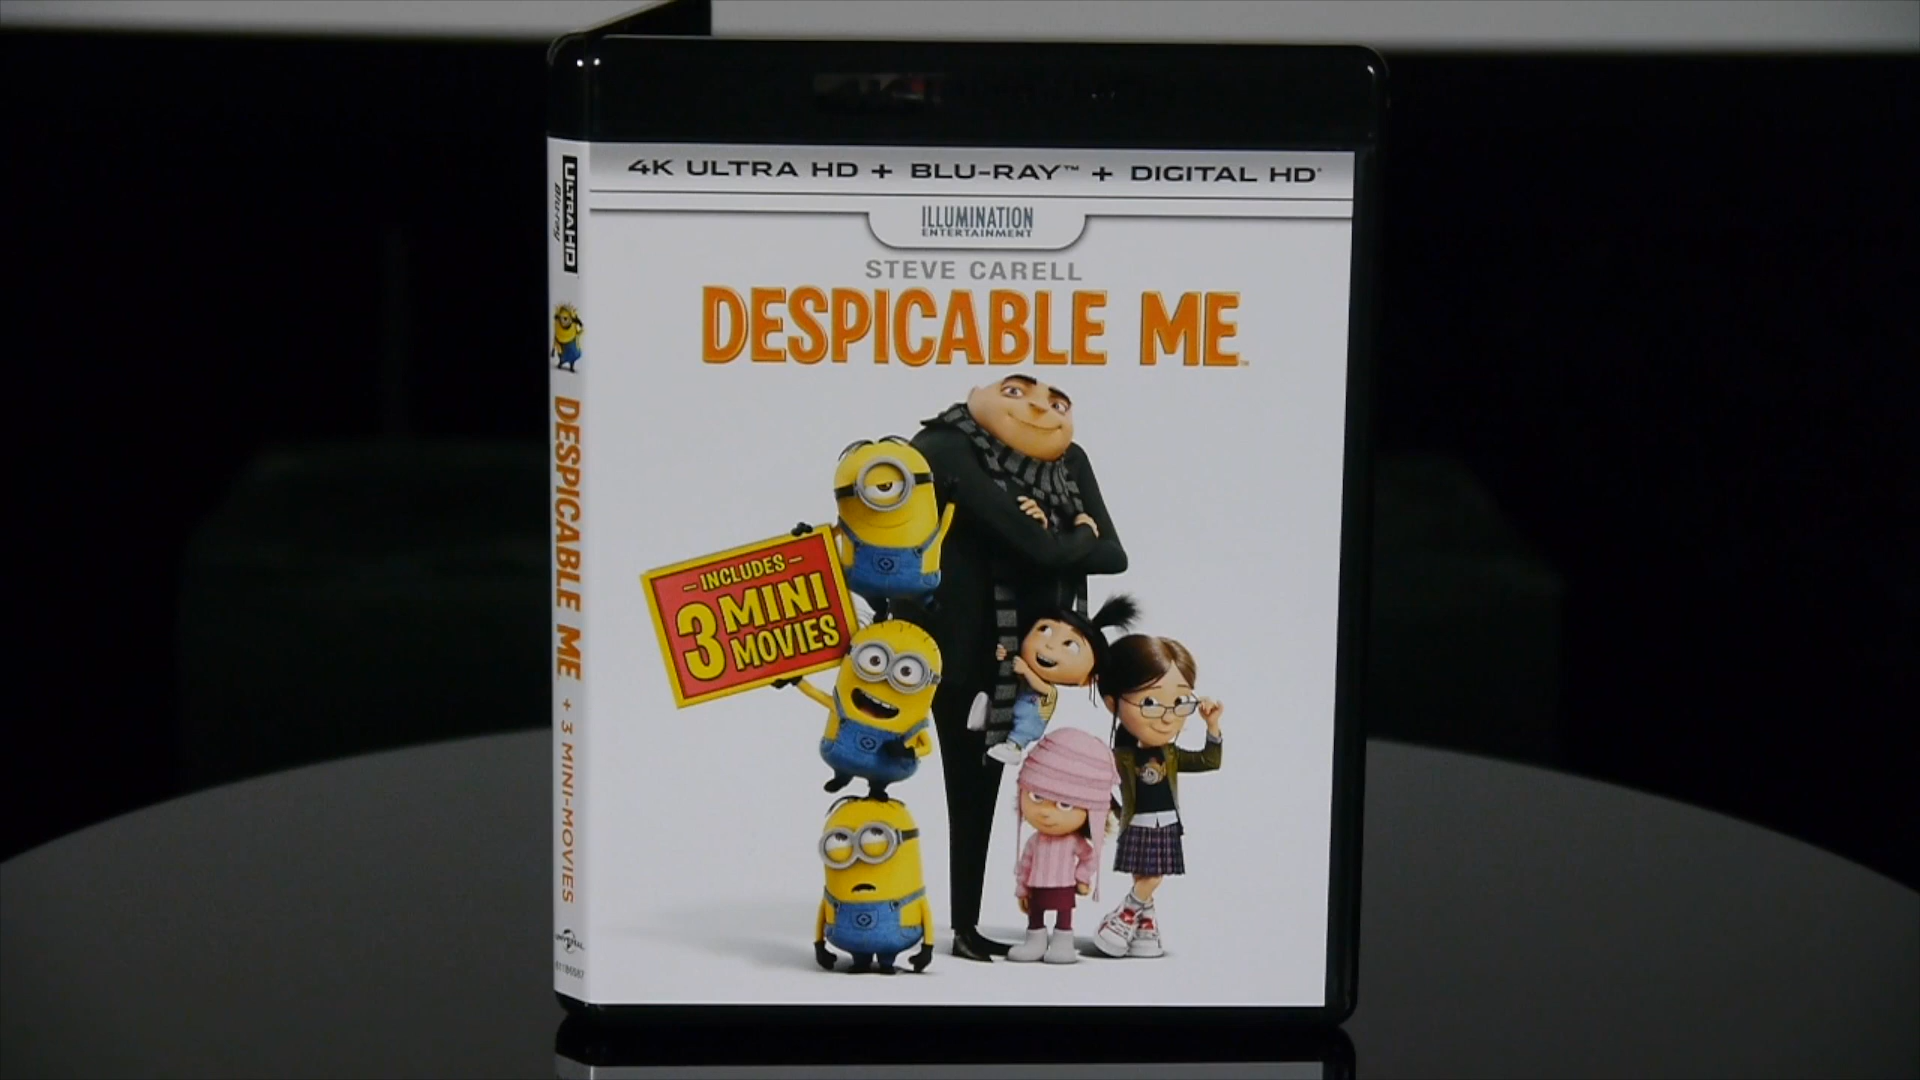 4K ULTRA HD + BLU-RAY™ + DIGITAL HD
ILLUMINATION
ENTERTAINMENT
STEVE CARELL
DESPICABLE ME
– INCLUDES –
3 MINI
MOVIES
ULTRA HD
Blu-ray
DESPICABLE ME + 3 MINI-MOVIES
UNIVERSAL